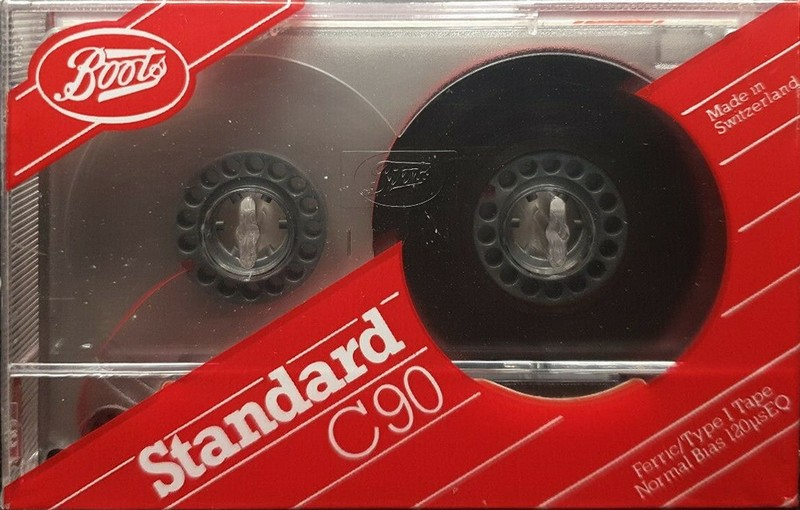 Boots
Made in
Switzerland
Boots
Standard
C90
Ferric/Type I Tape
Normal Bias 120µsEQ